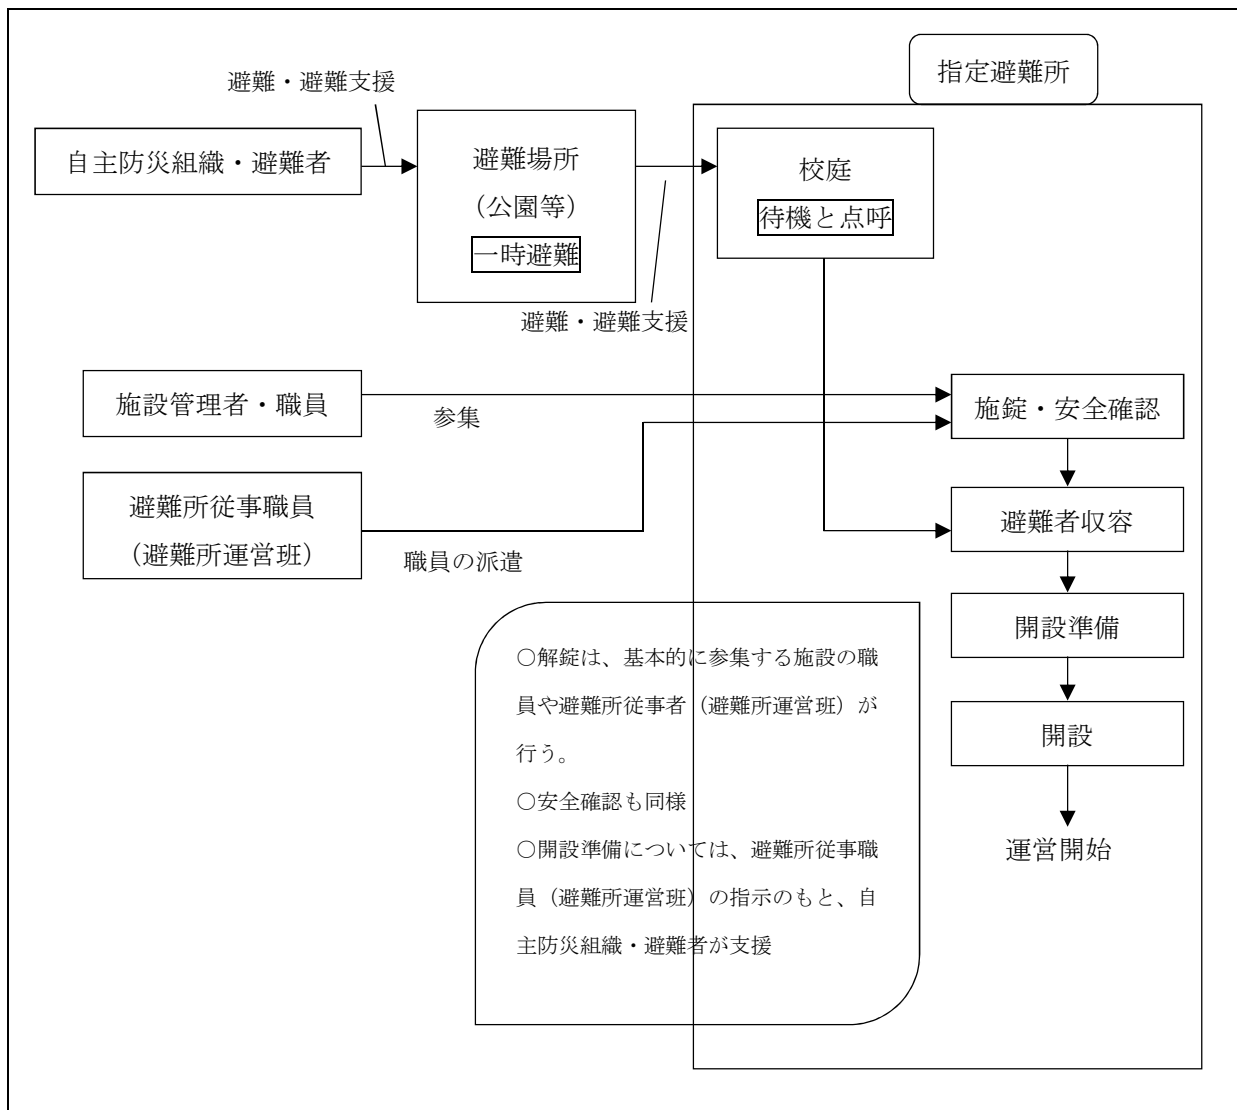 指定避難所
避難・避難支援
自主防災組織・避難者
避難場所
（公園等）
一時避難
校庭
待機と点呼
避難・避難支援
施設管理者・職員
参集
施錠・安全確認
避難所従事職員
（避難所運営班）
職員の派遣
避難者収容
開設準備
開設
運営開始
○解錠は、基本的に参集する施設の職
員や避難所従事者（避難所運営班）が
行う。
○安全確認も同様
○開設準備については、避難所従事職
員（避難所運営班）の指示のもと、自
主防災組織・避難者が支援